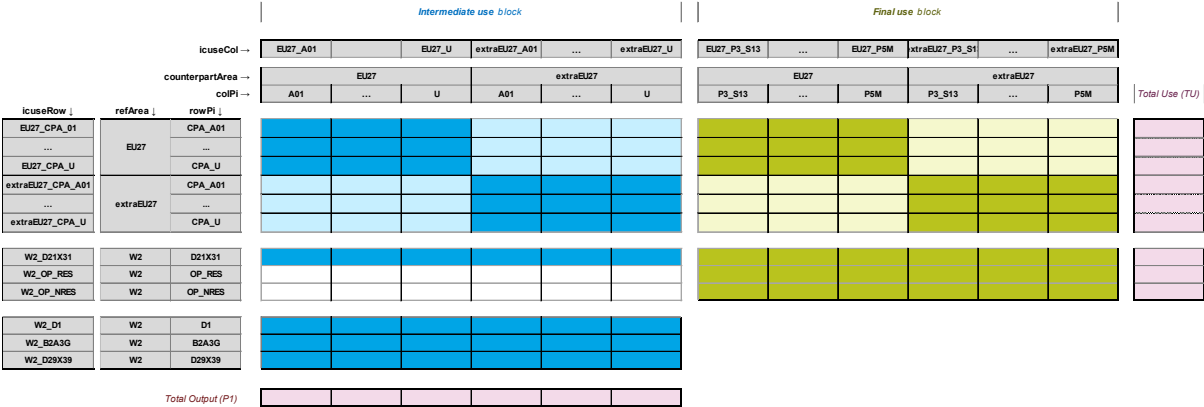 Intermediate use block Final use block
icuseCol → EU27_A01 EU27_U extraEU27_A01 ... extraEU27_U EU27_P3_S13 ... EU27_P5M extraEU27_P3_S1 ... extraEU27_P5M
counterpartArea → EU27 extraEU27 EU27 extraEU27
colPi → A01 ... U A01 ... U P3_S13 ... P5M P3_S13 ... P5M Total Use (TU)
icuseRow ↓ refArea ↓ rowPi ↓
EU27_CPA_01 CPA_A01
... EU27 ...
EU27_CPA_U CPA_U
extraEU27_CPA_A01 CPA_A01
... extraEU27 ...
extraEU27_CPA_U CPA_U
W2_D21X31 W2 D21X31
W2_OP_RES W2 OP_RES
W2_OP_NRES W2 OP_NRES
W2_D1 W2 D1
W2_B2A3G W2 B2A3G
W2_D29X39 W2 D29X39
Total Output (P1)